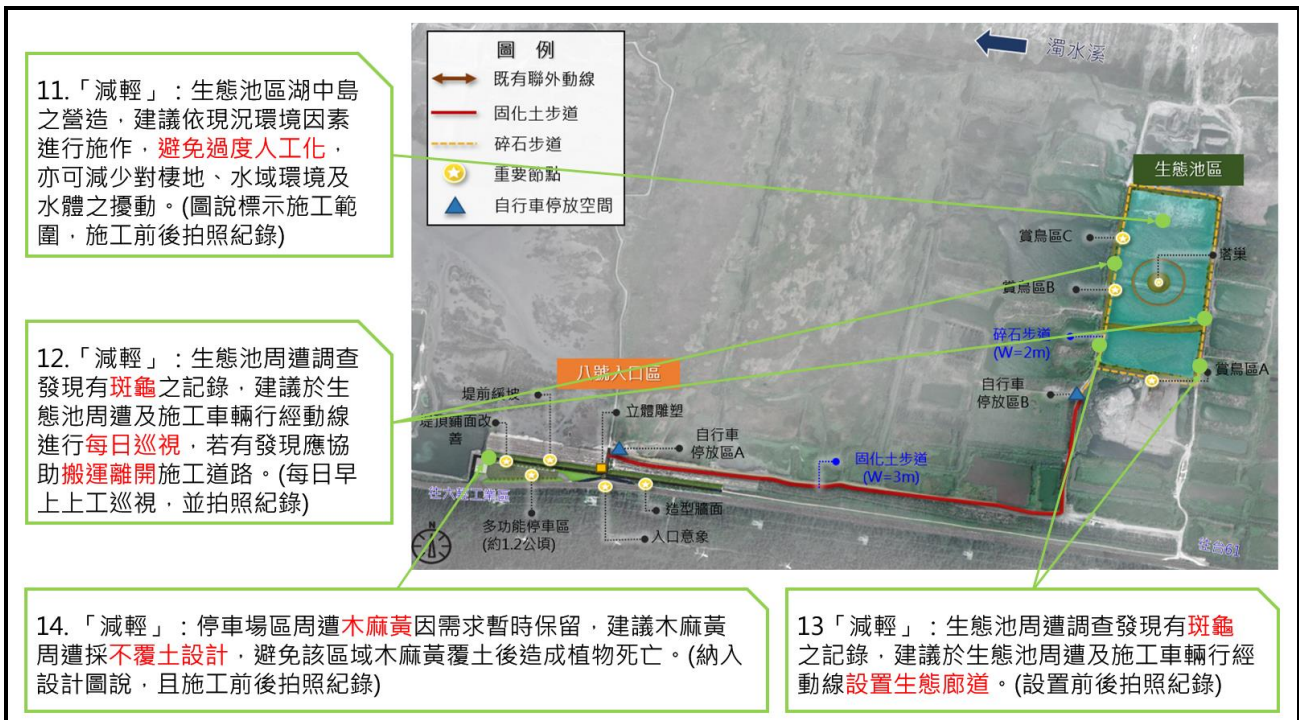 11.「減輕」：生態池區湖中島
之營造，建議依現況環境因素
進行施作，避免過度人工化，
亦可減少對棲地、水域環境及
水體之擾動。(圖說標示施工範
圍，施工前後拍照紀錄)
12.「減輕」：生態池周遭調查
發現有斑龜之記錄，建議於生
態池周遭及施工車輛行經動線
進行每日巡視，若有發現應協
助搬運離開施工道路。(每日早
上上工巡視，並拍照紀錄)
圖 例
既有聯外動線
固化土步道
碎石步道
重要節點
自行車停放空間
濁水溪
生態池區
賞鳥區C
塔巢
賞鳥區B
碎石步道
(W=2m)
賞鳥區A
自行車
停放區B
八號入口區
堤前緩坡
立體雕塑
堤頂鋪面改
善
自行車
停放區A
固化土步道
(W=3m)
造型牆面
多功能停車區
(約1.2公頃)
入口意象
N
14.「減輕」：停車場區周遭木麻黃因需求暫時保留，建議木麻黃
周遭採不覆土設計，避免該區域木麻黃覆土後造成植物死亡。(納入
設計圖說，且施工前後拍照紀錄)
13「減輕」：生態池周遭調查發現有斑龜
之記錄，建議於生態池周遭及施工車輛行經
動線設置生態廊道。(設置前後拍照紀錄)